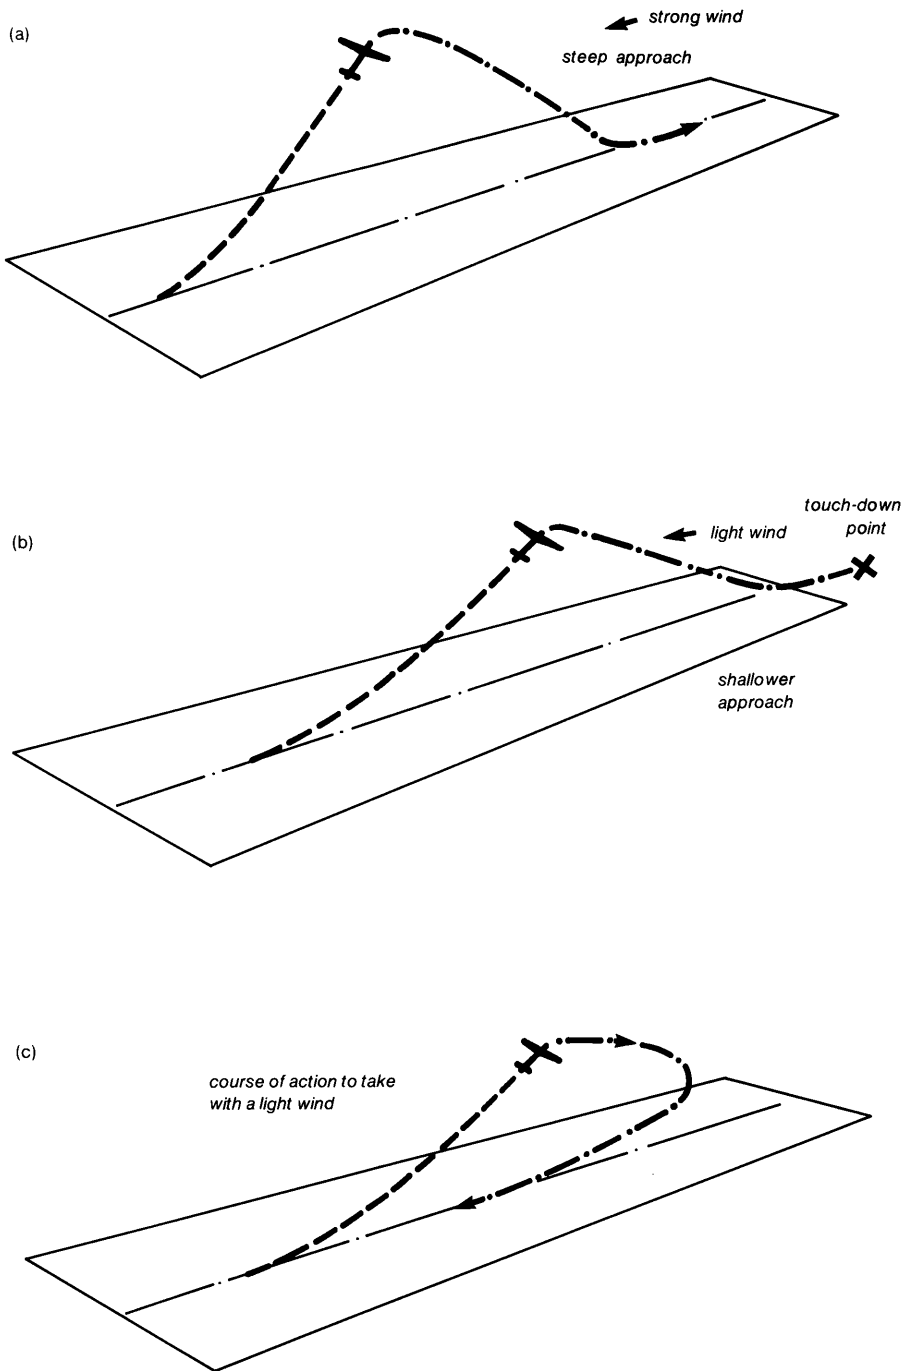 (a)
strong wind
steep approach
(b)
touch-down
point
light wind
shallower
approach
(c)
course of action to take
with a light wind